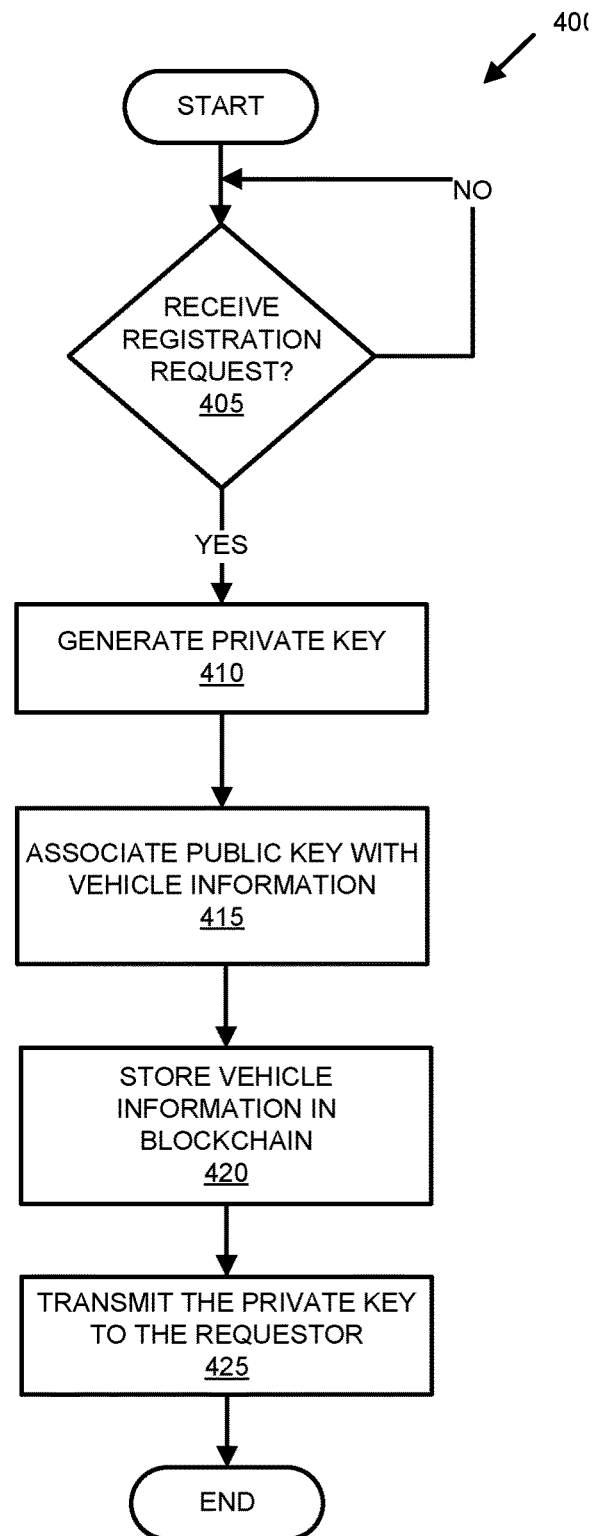 400
START
NO
RECEIVE
REGISTRATION
REQUEST?
405
YES
GENERATE PRIVATE KEY
410
ASSOCIATE PUBLIC KEY WITH
VEHICLE INFORMATION
415
STORE VEHICLE
INFORMATION IN
BLOCKCHAIN
420
TRANSMIT THE PRIVATE KEY
TO THE REQUESTOR
425
END